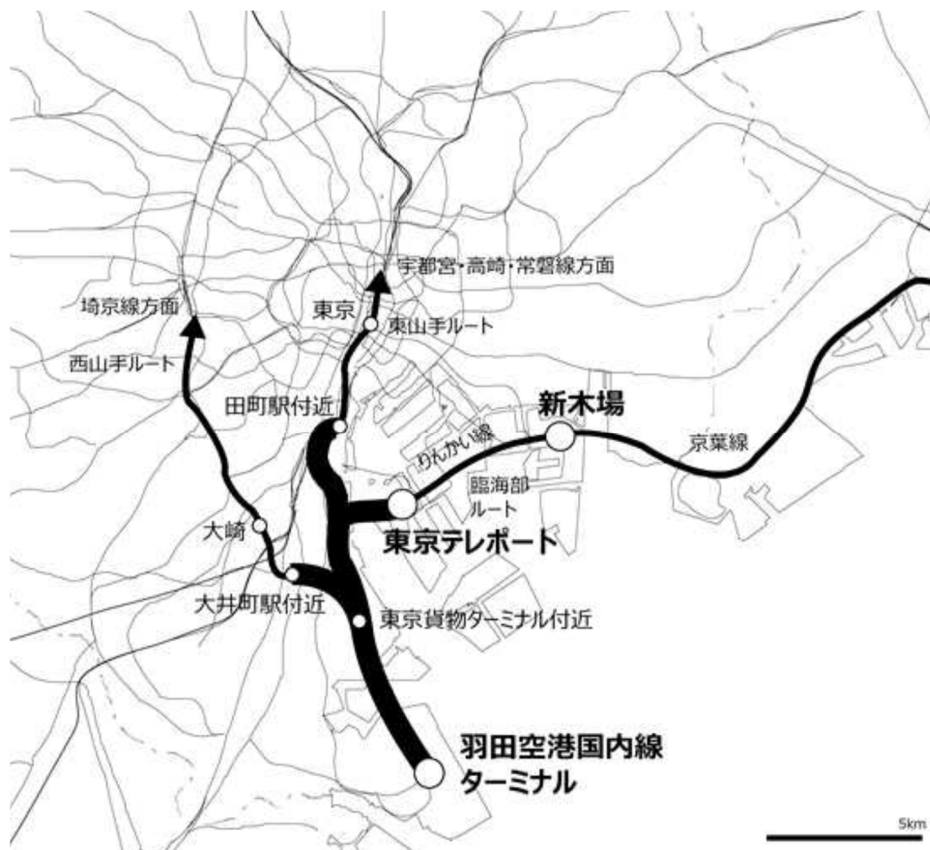 宇都宮・高崎・常磐線方面
埼京線方面
東京
東山手ルート
西山手ルート
田町駅付近
新木場
りんかい線
京葉線
臨海部
ルート
大崎
東京テレポート
大井町駅付近
東京貨物ターミナル付近
羽田空港国内線
ターミナル
5km